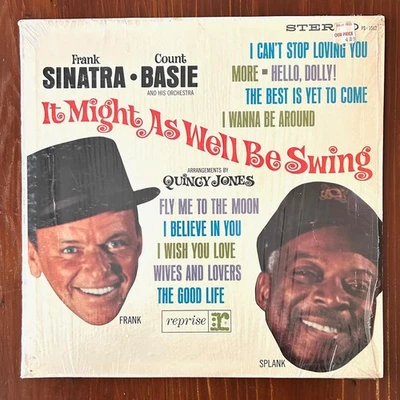 STEREO
Frank SINATRA • Count BASIE
AND HIS ORCHESTRA
I CAN'T STOP LOVING YOU
MORE = HELLO, DOLLY!
THE BEST IS YET TO COME
I WANNA BE AROUND
It Might As Well Be Swing
ARRANGEMENTS BY
QUINCY JONES
FLY ME TO THE MOON
I BELIEVE IN YOU
I WISH YOU LOVE
WIVES AND LOVERS
THE GOOD LIFE
FRANK
reprise r:
SPLANK